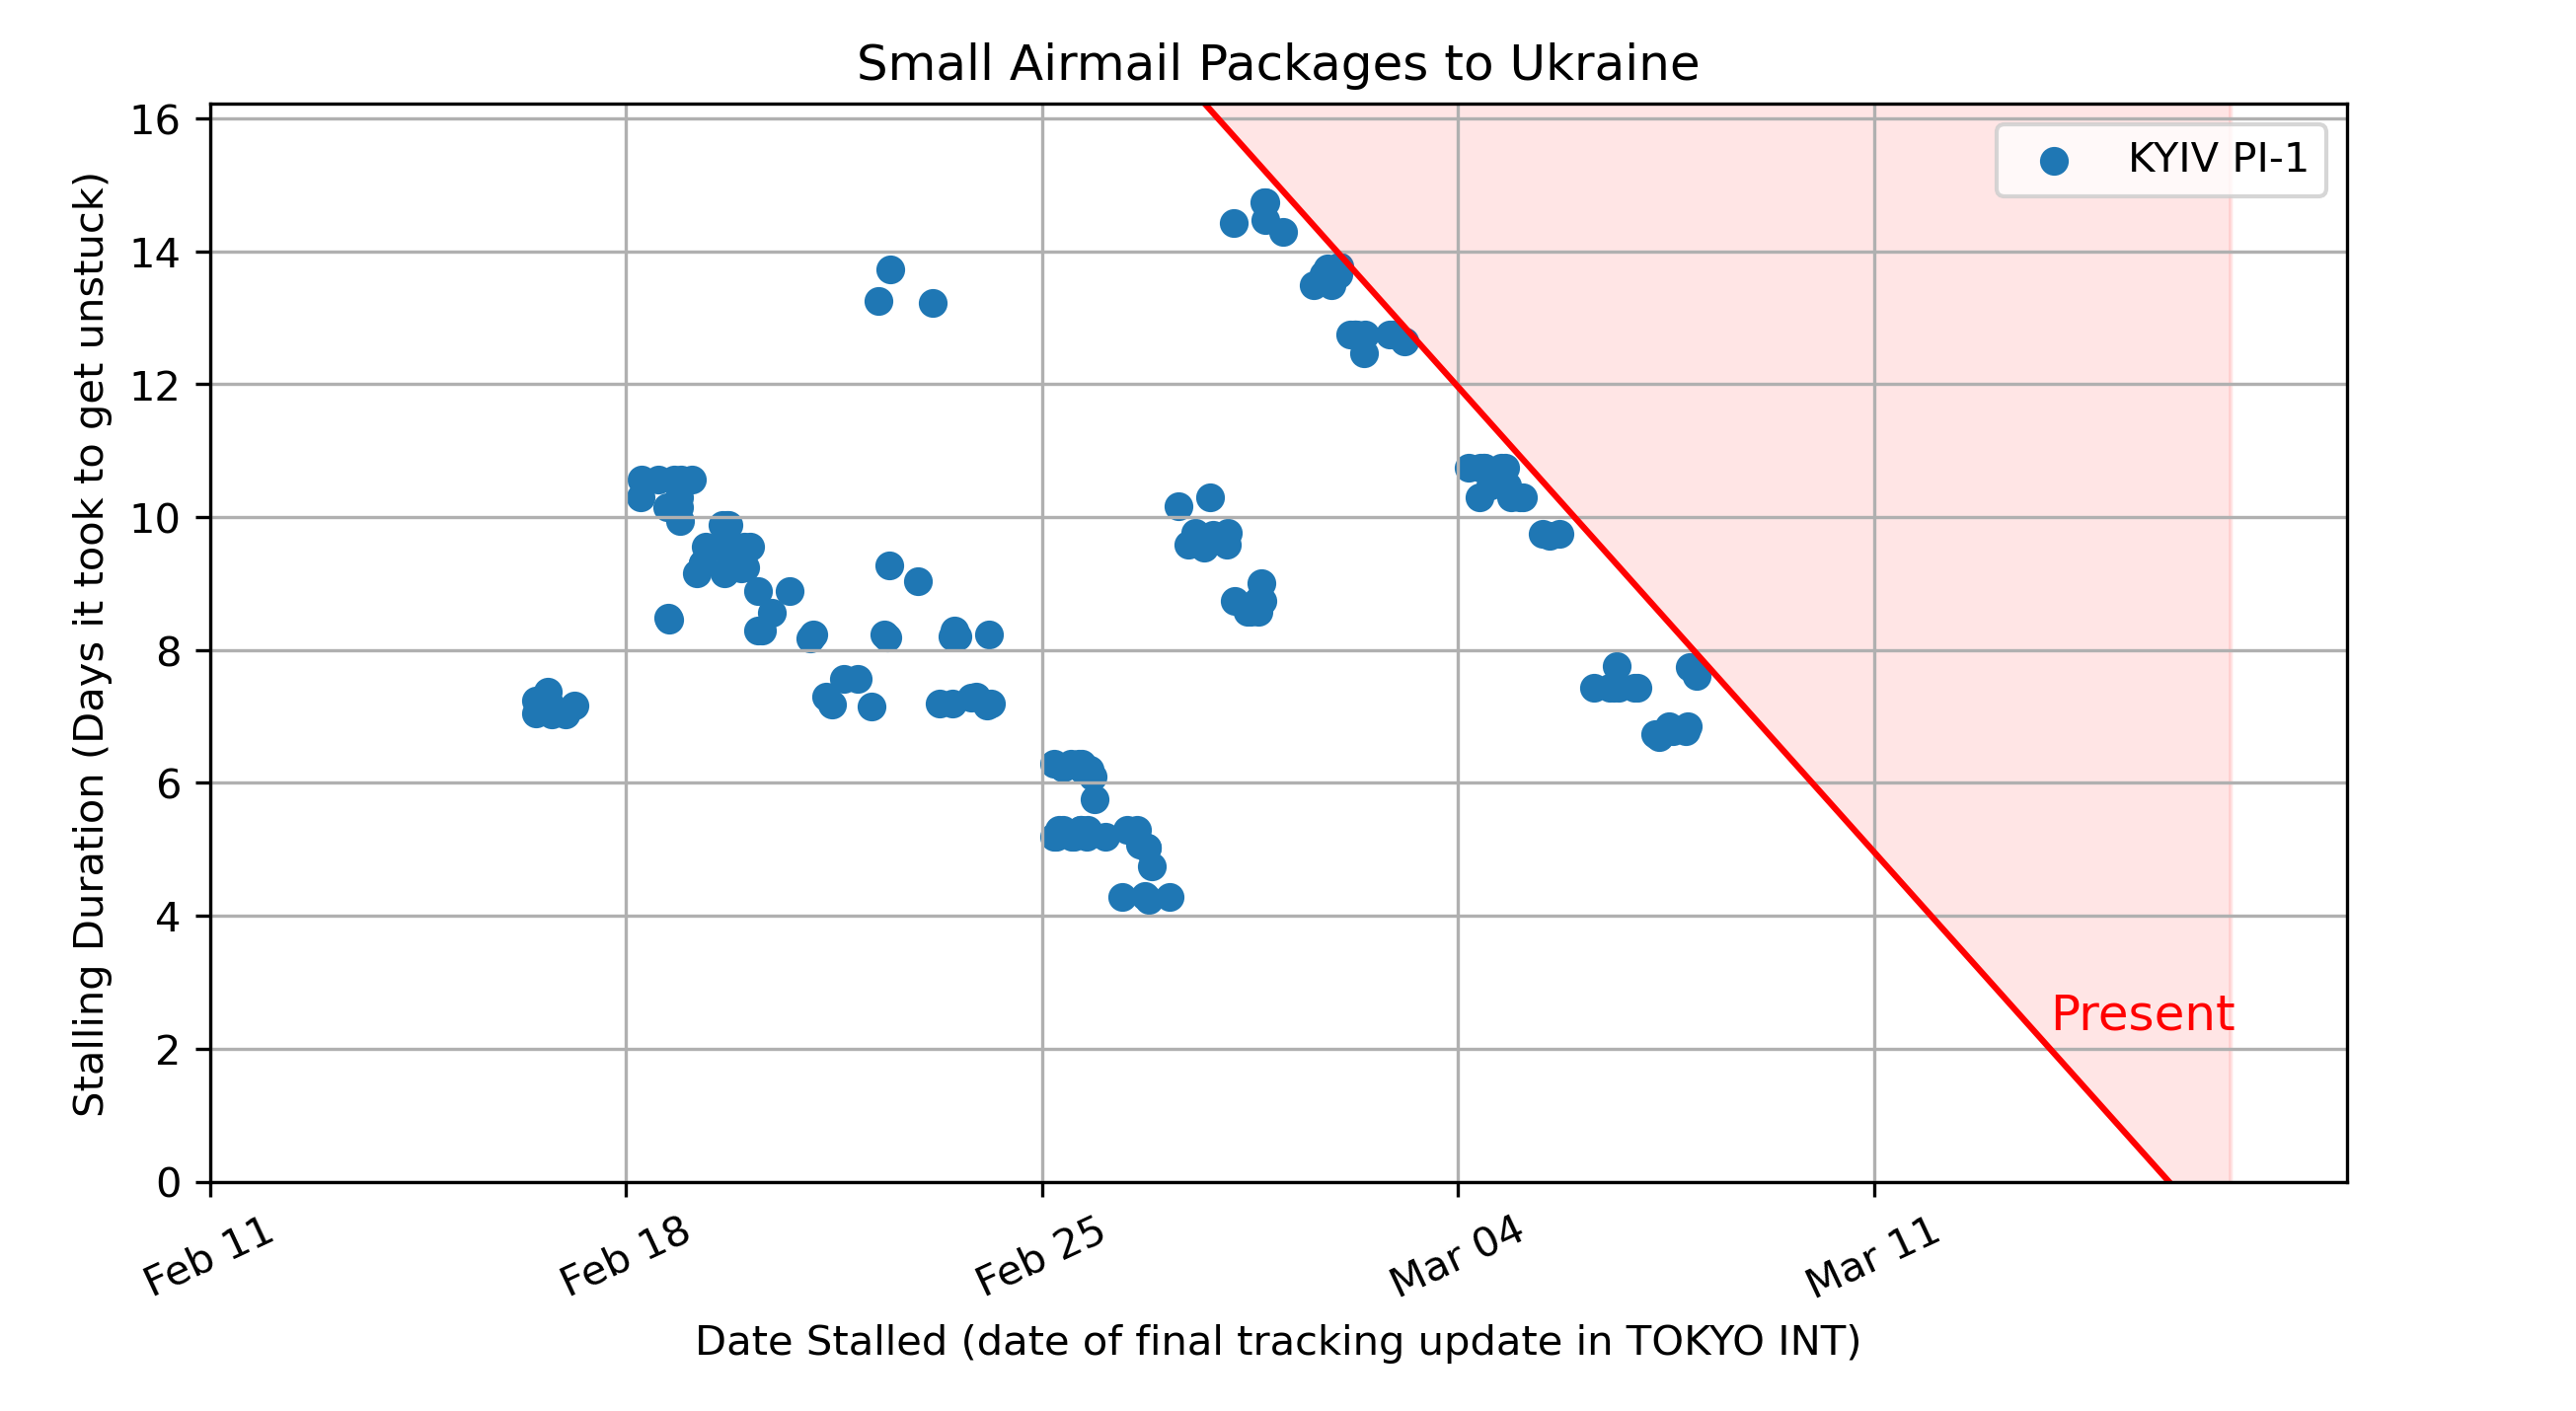 Small Airmail Packages to Ukraine
Stalling Duration (Days it took to get unstuck)
16
14
12
10
8
6
4
2
0
KYIV PI-1
Present
Feb 11
Feb 18
Feb 25
Mar 04
Mar 11
Date Stalled (date of final tracking update in TOKYO INT)